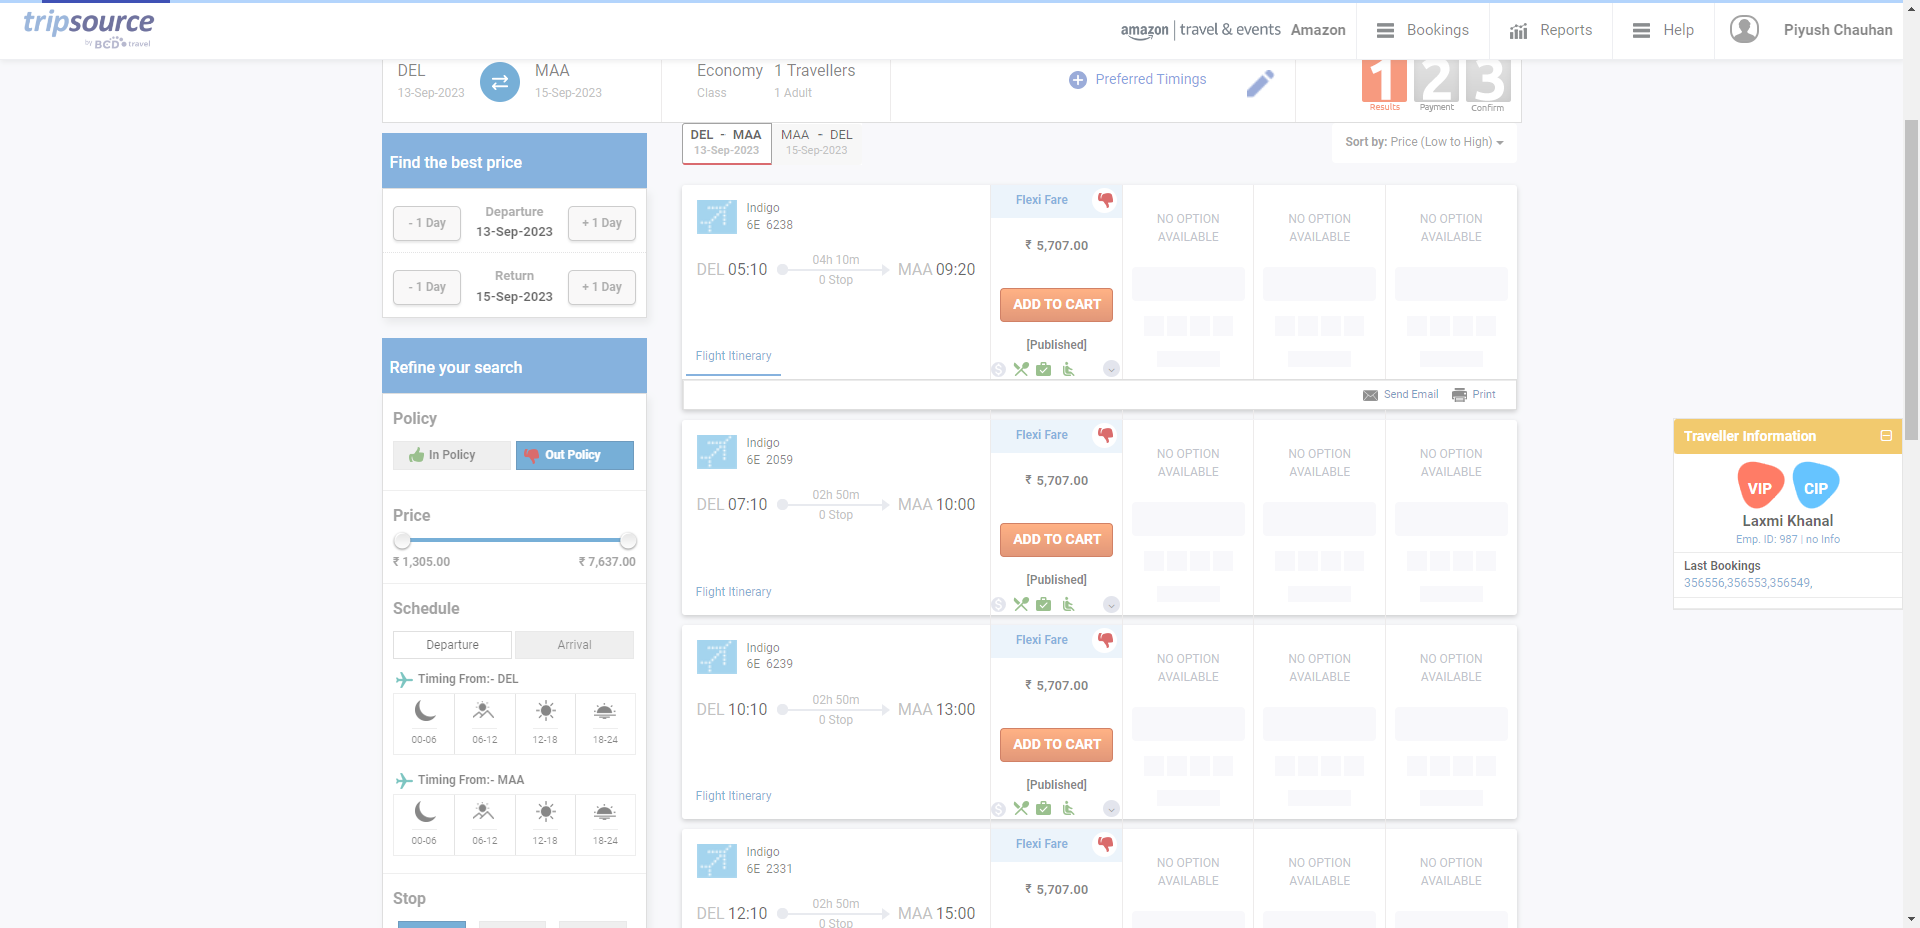 tripsource
by BCD travel
amazon | travel & events Amazon
Bookings
Reports
Help
Piyush Chauhan
DEL
13-Sep-2023
MAA
15-Sep-2023
Economy
Class
1 Travellers
1 Adult
Preferred Timings
1 2 3
Results Payment Confirm
DEL - MAA
13-Sep-2023
MAA - DEL
15-Sep-2023
Sort by: Price (Low to High)
Find the best price
- 1 Day
Departure
13-Sep-2023
+ 1 Day
- 1 Day
Return
15-Sep-2023
+ 1 Day
Refine your search
Policy
In Policy
Out Policy
Price
₹ 1,305.00
₹ 7,637.00
Schedule
Departure
Arrival
Timing From:- DEL
00-06 06-12 12-18 18-24
Timing From:- MAA
00-06 06-12 12-18 18-24
Stop
Indigo
6E 6238
DEL 05:10
04h 10m
0 Stop
MAA 09:20
Flight Itinerary
Flexi Fare
₹ 5,707.00
ADD TO CART
[Published]
NO OPTION
AVAILABLE
NO OPTION
AVAILABLE
NO OPTION
AVAILABLE
Send Email
Print
Indigo
6E 2059
DEL 07:10
02h 50m
0 Stop
MAA 10:00
Flight Itinerary
Flexi Fare
₹ 5,707.00
ADD TO CART
[Published]
NO OPTION
AVAILABLE
NO OPTION
AVAILABLE
NO OPTION
AVAILABLE
Indigo
6E 6239
DEL 10:10
02h 50m
0 Stop
MAA 13:00
Flight Itinerary
Flexi Fare
₹ 5,707.00
ADD TO CART
[Published]
NO OPTION
AVAILABLE
NO OPTION
AVAILABLE
NO OPTION
AVAILABLE
Indigo
6E 2331
DEL 12:10
02h 50m
0 Stop
MAA 15:00
Flexi Fare
₹ 5,707.00
NO OPTION
AVAILABLE
NO OPTION
AVAILABLE
NO OPTION
AVAILABLE
Traveller Information
VIP CIP
Laxmi Khanal
Emp. ID: 987 | no Info
Last Bookings
356556,356553,356549,